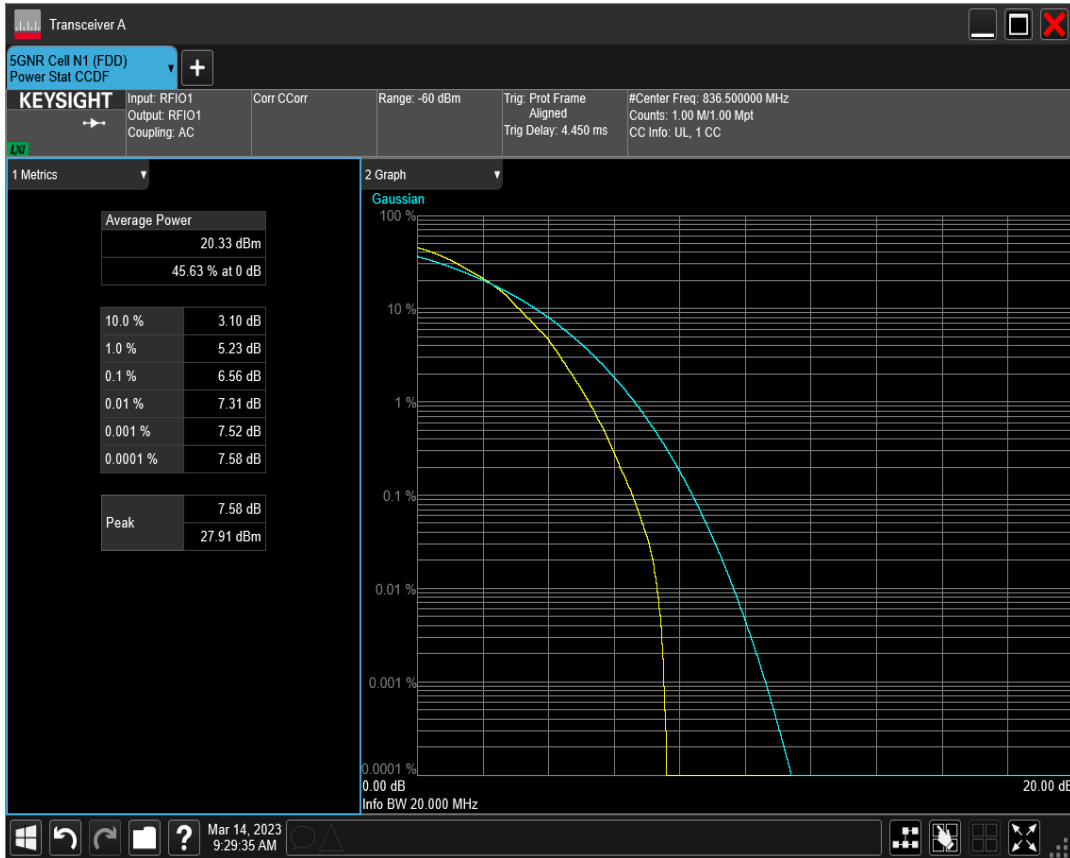 Transceiver A
5GNR Cell N1 (FDD)
Power Stat CCDF
+
KEYSIGHT
LXI
Input: RFIO1
Output: RFIO1
Coupling: AC
Corr CCorr
Range: -60 dBm
Trig: Prot Frame
Aligned
Trig Delay: 4.450 ms
#Center Freq: 836.500000 MHz
Counts: 1.00 M/1.00 Mpt
CC Info: UL, 1 CC
1 Metrics
Average Power
20.33 dBm
45.63 % at 0 dB
10.0 % 3.10 dB
1.0 % 5.23 dB
0.1 % 6.56 dB
0.01 % 7.31 dB
0.001 % 7.52 dB
0.0001 % 7.58 dB
Peak
7.58 dB
27.91 dBm
2 Graph
Gaussian
100 %
10 %
1 %
0.1 %
0.01 %
0.001 %
0.0001 %
0.00 dB 20.00 dB
Info BW 20.000 MHz
?
Mar 14, 2023
9:29:35 AM